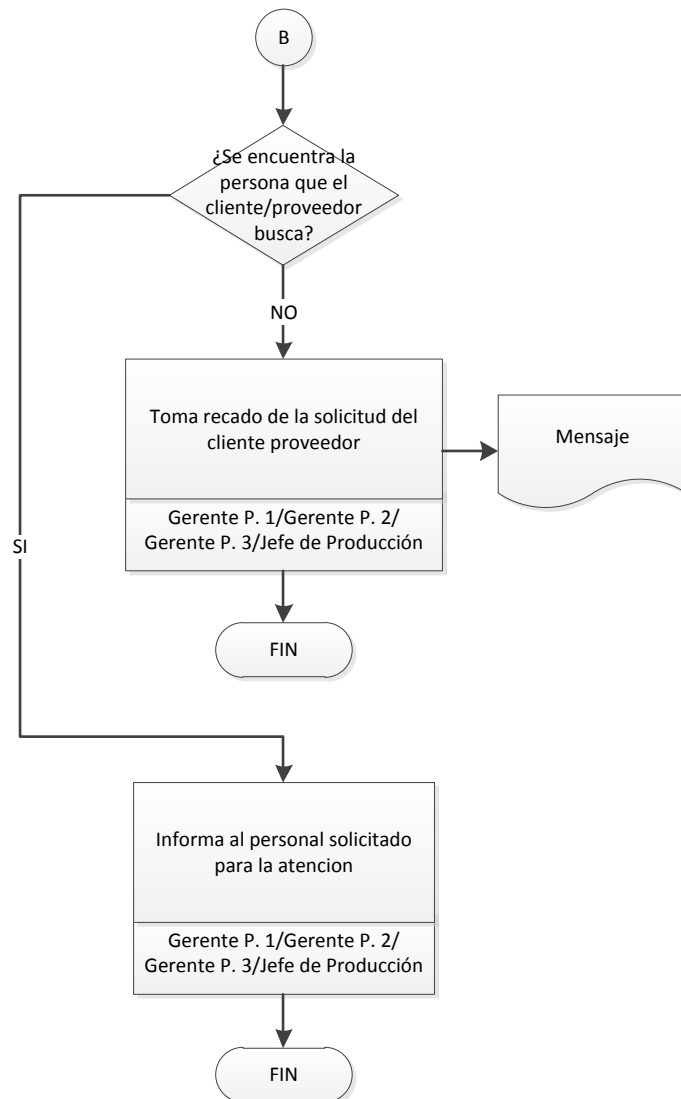 B
¿Se encuentra la
persona que el
cliente/proveedor
busca?
NO
Toma recado de la solicitud del
cliente proveedor
Mensaje
Gerente P. 1/Gerente P. 2/
Gerente P. 3/Jefe de Producción
SI
FIN
Informa al personal solicitado
para la atencion
Gerente P. 1/Gerente P. 2/
Gerente P. 3/Jefe de Producción
FIN